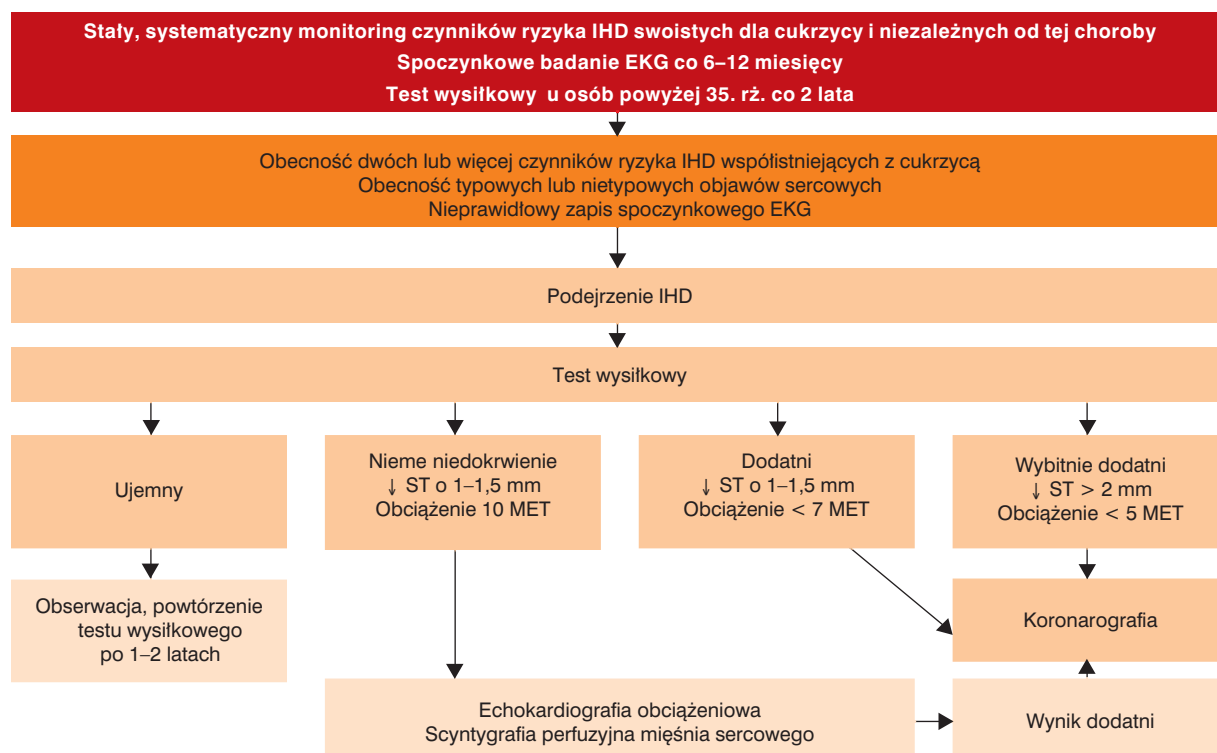 Stały, systematyczny monitoring czynników ryzyka IHD swoistych dla cukrzycy i niezależnych od tej choroby
Spoczynkowe badanie EKG co 6–12 miesięcy
Test wysiłkowy u osób powyżej 35. rż. co 2 lata
Obecność dwóch lub więcej czynników ryzyka IHD współistniejących z cukrzycą
Obecność typowych lub nietypowych objawów sercowych
Nieprawidłowy zapis spoczynkowego EKG
Podejrzenie IHD
Test wysiłkowy
Ujemny
Nieme niedokrwienie
↓ ST o 1–1,5 mm
Obciążenie 10 MET
Dodatni
↓ ST o 1–1,5 mm
Obciążenie < 7 MET
Wybitnie dodatni
↓ ST > 2 mm
Obciążenie < 5 MET
Obserwacja, powtórzenie
testu wysiłkowego
po 1–2 latach
Koronarografia
Echokardiografia obciążeniowa
Scyntygrafia perfuzyjna mięśnia sercowego
Wynik dodatni